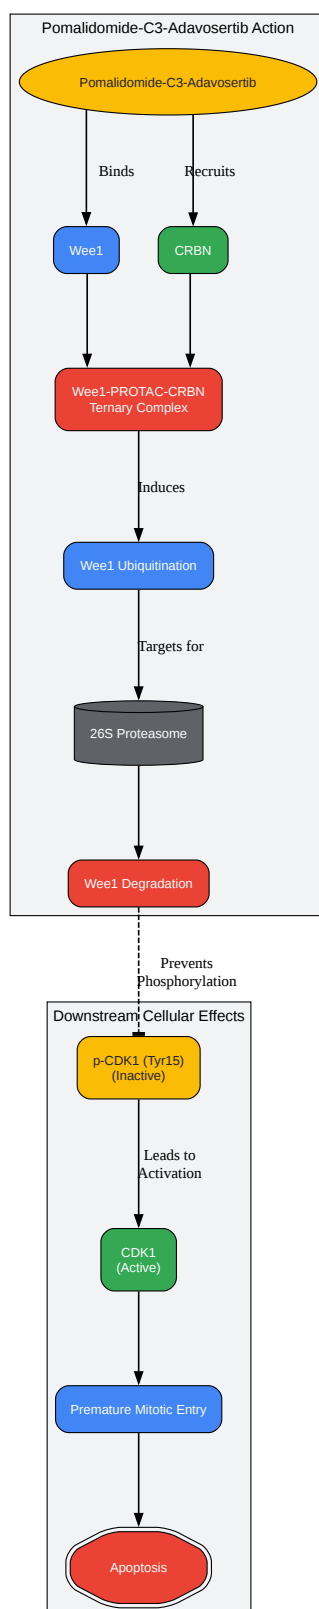 Pomalidomide-C3-Adavosertib Action
Pomalidomide-C3-Adavosertib
Binds
Recruits
Wee1
CRBN
Wee1-PROTAC-CRBN
Ternary Complex
Induces
Wee1 Ubiquitination
Targets for
26S Proteasome
Wee1 Degradation
Prevents
Phosphorylation
Downstream Cellular Effects
p-CDK1 (Tyr15)
(Inactive)
Leads to
Activation
CDK1
(Active)
Premature Mitotic Entry
Apoptosis